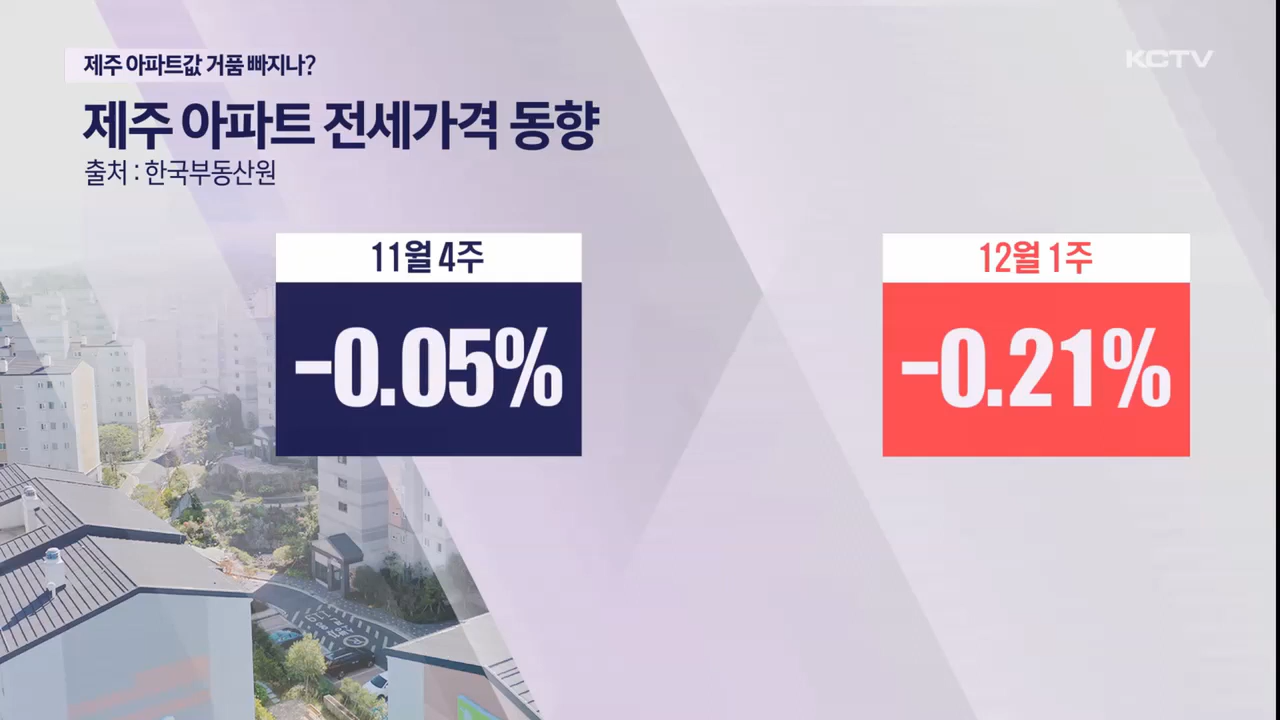 제주 아파트값 거품 빠지나?
KCTV
제주 아파트 전세가격 동향
출처 : 한국부동산원
11월 4주
-0.05%
12월 1주
-0.21%